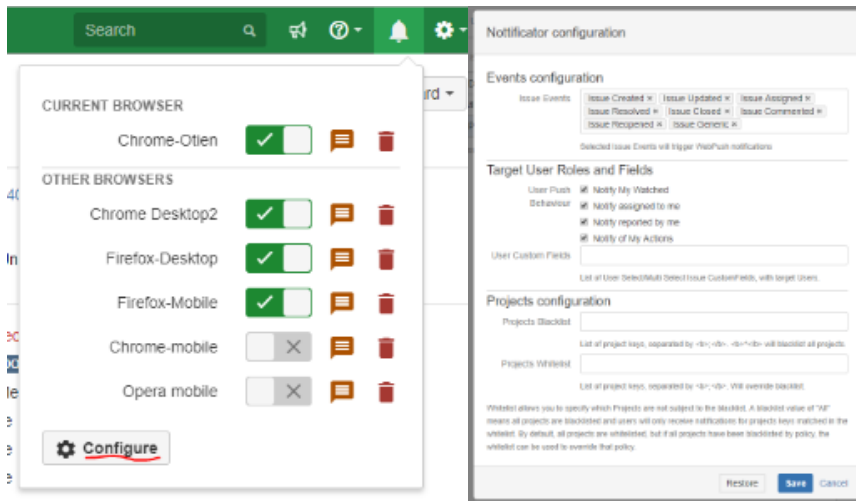 Search
rd
CURRENT BROWSER
Chrome-Otien
OTHER BROWSERS
Chrome Desktop2
Firefox-Desktop
Firefox-Mobile
Chrome-mobile
Opera mobile
Configure
Nottificator configuration
Events configuration
Issue Events
Issue Created × Issue Updated × Issue Assigned ×
Issue Resolved × Issue Closed × Issue Commented ×
Issue Reopened × Issue Generic ×
Selected Issue Events will trigger WebPush notifications
Target User Roles and Fields
User Push Behaviour
Notify My Watched
Notify assigned to me
Notify reported by me
Notify of My Actions
User Custom Fields
List of User Select/Multi Select Issue CustomFields, with target Users.
Projects configuration
Projects Blacklist
List of project keys, separated by <b>;</b>. <b>*</b> will blacklist all projects.
Projects Whitelist
List of project keys, separated by <b>;</b>. Will override blacklist.
Whitelist allows you to specify which Projects are not subject to the blacklist. A blacklist value of "All"
means all projects are blacklisted and users will only receive notifications for projects keys matched in the
whitelist. By default, all projects are whitelisted, but if all projects have been blacklisted by policy, the
whitelist can be used to override that policy.
Restore Save Cancel